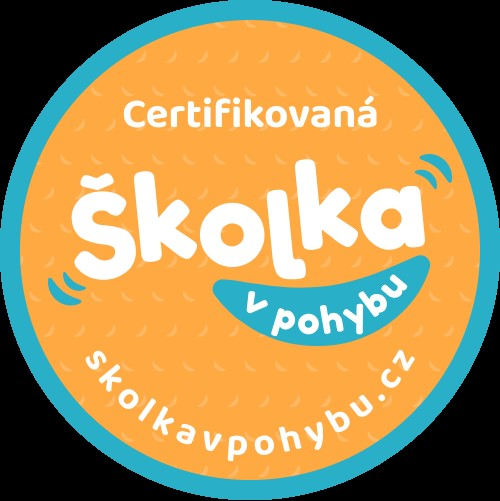 Certifikovaná
Školka
v pohybu
skolkavpohybu.cz